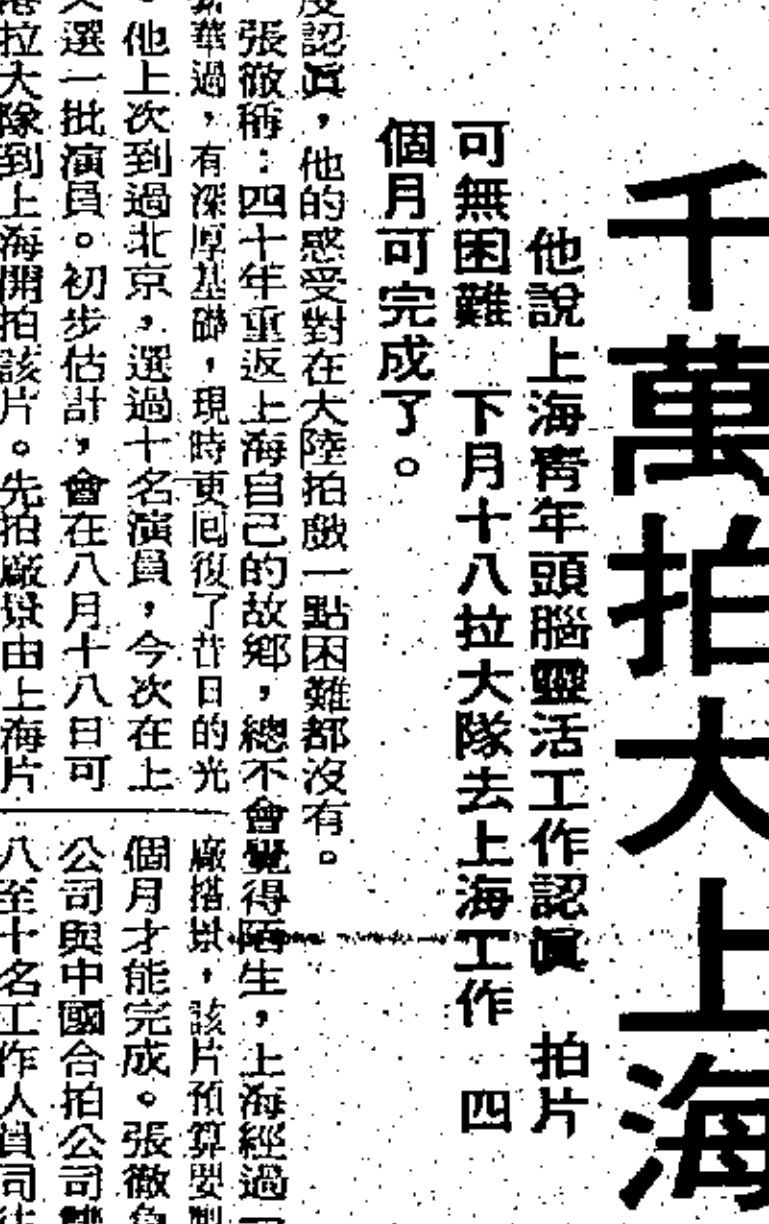 千萬拍大上海
他說上海青年頭腦靈活工作認眞　拍片
可無困難　下月十八拉大隊去上海工作　四
個月可完成了。
度認眞，他的感受對在大陸拍戲一點困難都沒有。
張徹稱：四十年重返上海自己的故鄉，總不會覺得陌生，上海經過
繁華過，有深厚基礎，現時更回復了昔日的光
。他上次到過北京，選過十名演員，今次在上
又選一批演員。初步估計，會在八月十八日可
港拉大隊到上海開拍該片。先拍廠景由上海片
廠搭景，該片預算要製
個月才能完成。張徹負
公司與中國合拍公司雙
八至十名工作人員同往